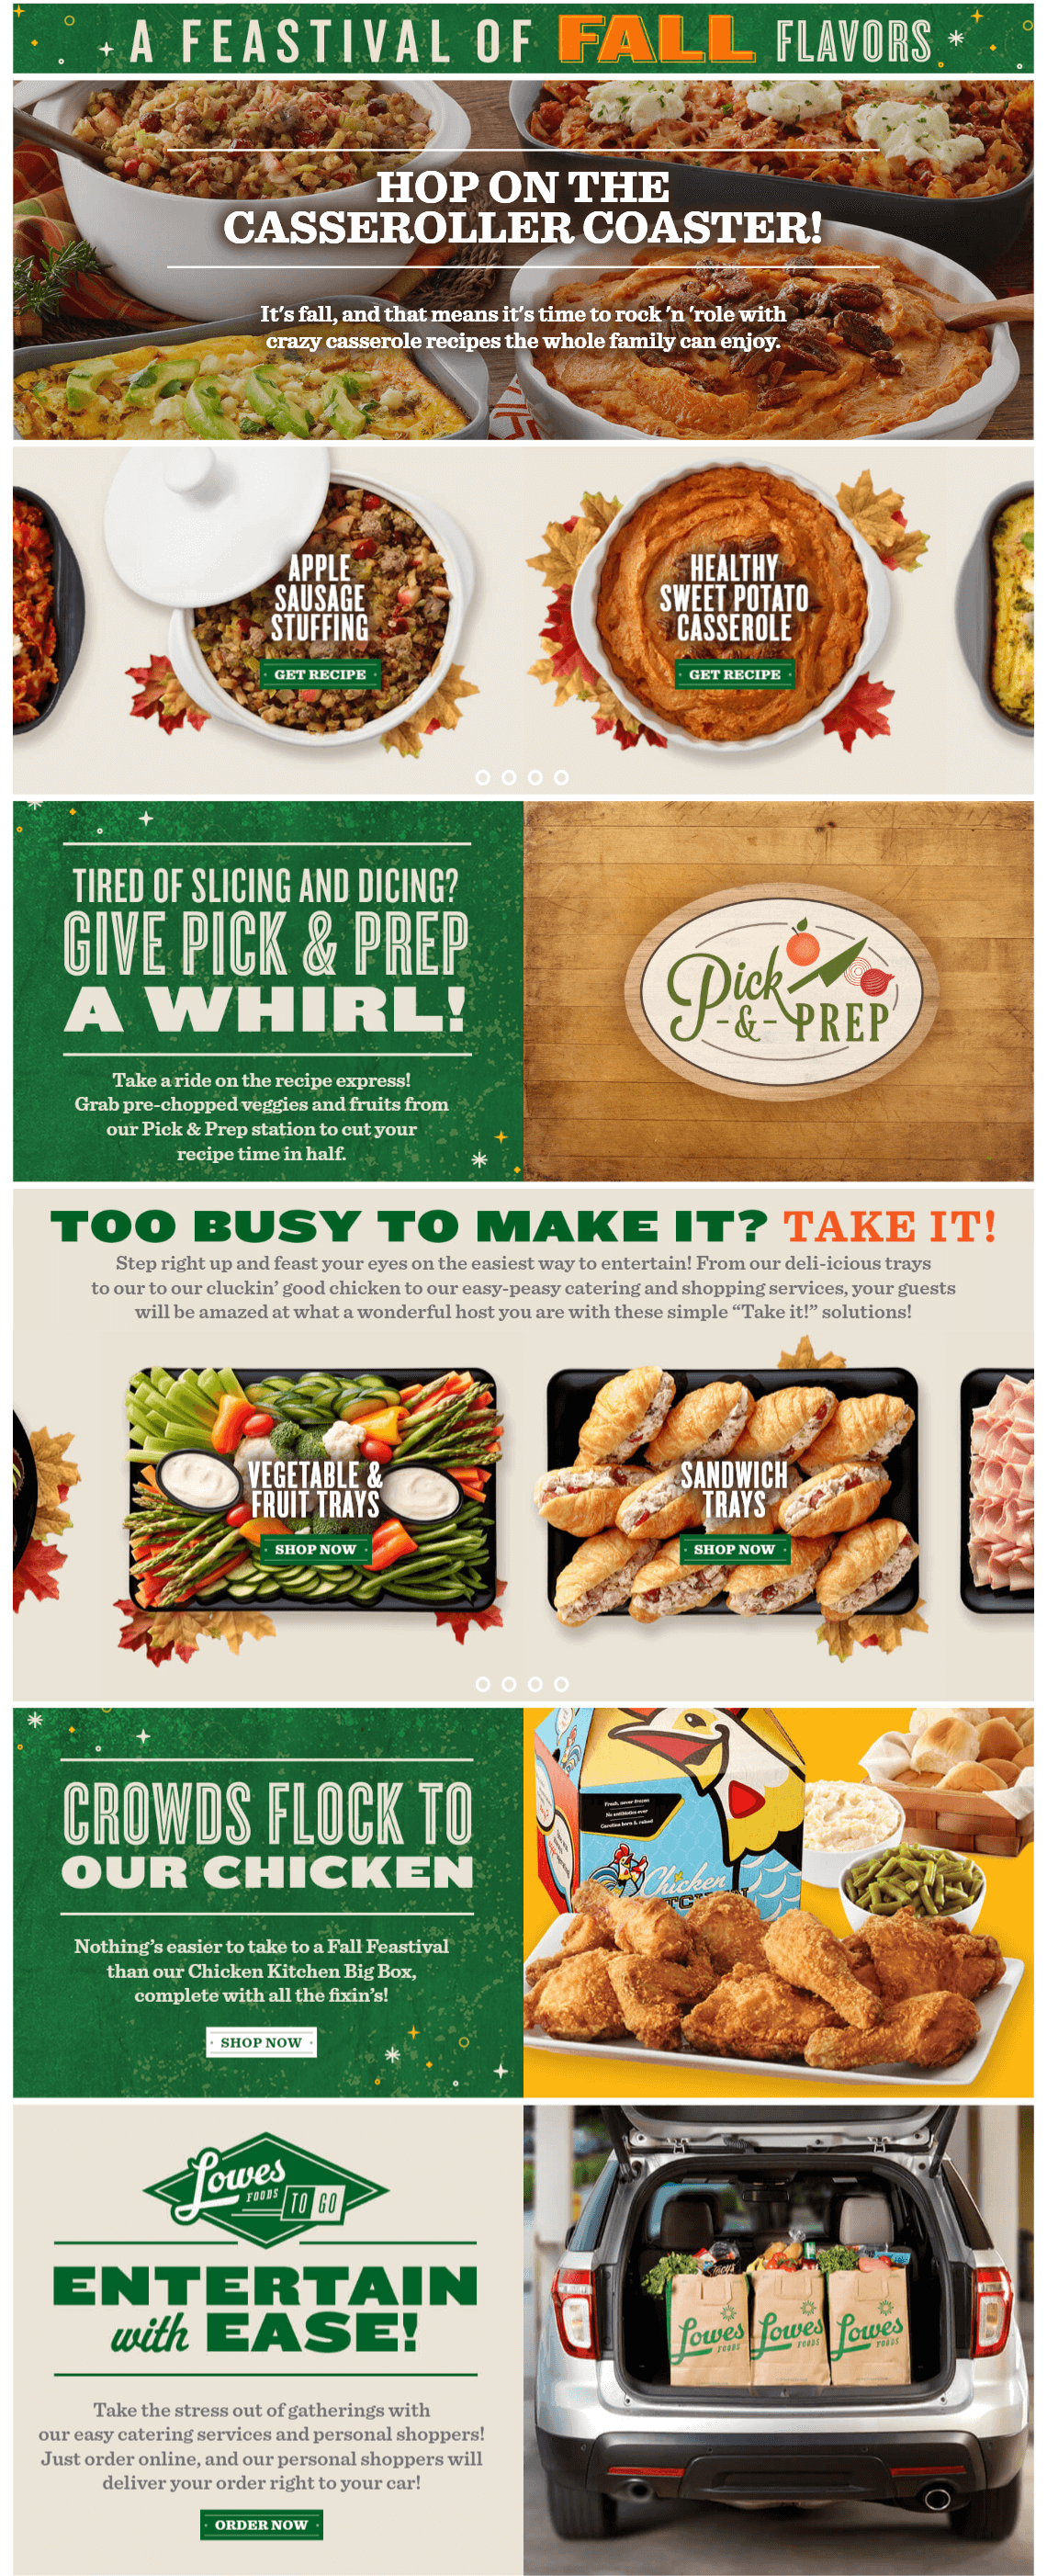 A FEASTIVAL OF FALL FLAVORS
HOP ON THE
CASSEROLLER COASTER!
It's fall, and that means it's time to rock 'n 'role with
crazy casserole recipes the whole family can enjoy.
APPLE
SAUSAGE
STUFFING
GET RECIPE
HEALTHY
SWEET POTATO
CASSEROLE
GET RECIPE
TIRED OF SLICING AND DICING?
GIVE PICK & PREP
A WHIRL!
Take a ride on the recipe express!
Grab pre-chopped veggies and fruits from
our Pick & Prep station to cut your
recipe time in half.
Pick
-&- PREP
TOO BUSY TO MAKE IT? TAKE IT!
Step right up and feast your eyes on the easiest way to entertain! From our deli-icious trays
to our to our cluckin' good chicken to our easy-peasy catering and shopping services, your guests
will be amazed at what a wonderful host you are with these simple “Take it!” solutions!
VEGETABLE &
FRUIT TRAYS
SHOP NOW
SANDWICH
TRAYS
SHOP NOW
CROWDS FLOCK TO
OUR CHICKEN
Nothing's easier to take to a Fall Feastival
than our Chicken Kitchen Big Box,
complete with all the fixin's!
SHOP NOW
Fresh, never frozen
No antibiotics ever
Carolina born & raised
Chicken
Lowes
FOODS TO GO
ENTERTAIN
with EASE!
Take the stress out of gatherings with
our easy catering services and personal shoppers!
Just order online, and our personal shoppers will
deliver your order right to your car!
ORDER NOW
Lowes FOODS
Lowes FOODS
Lowes FOODS